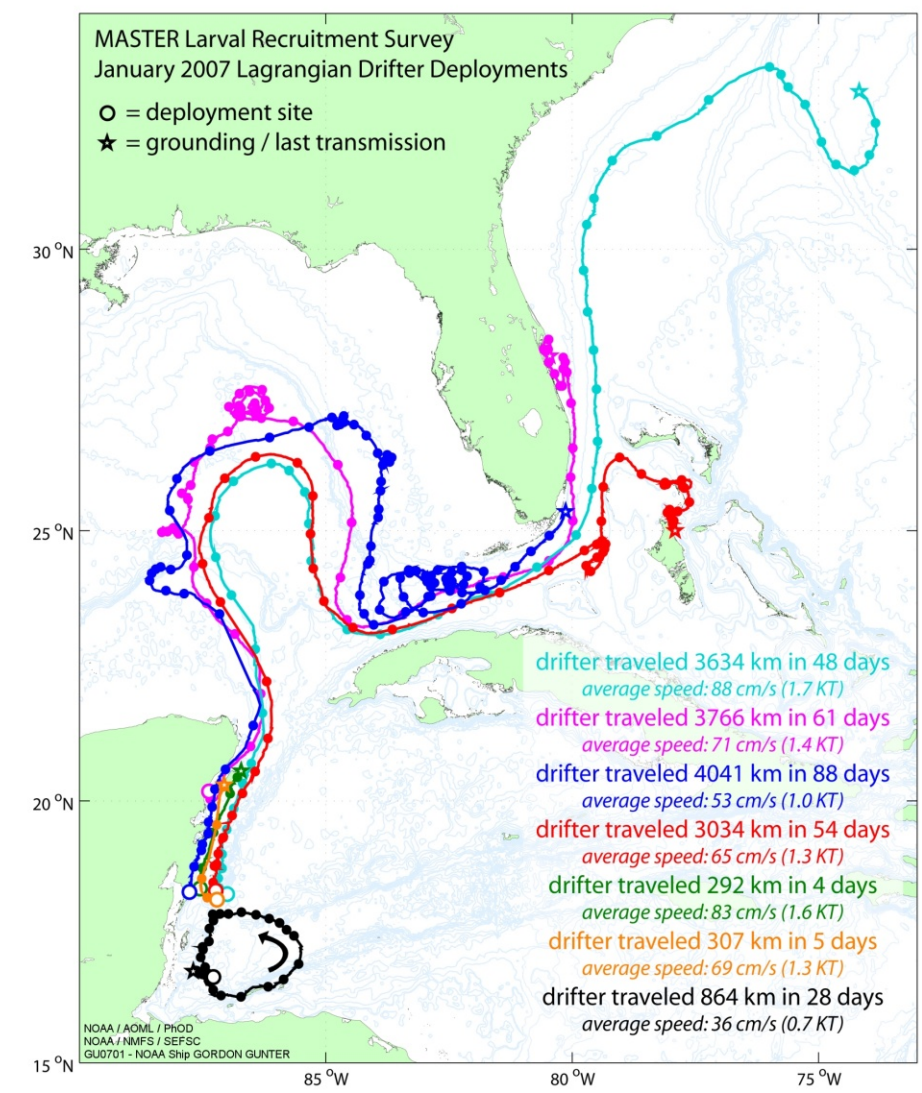 MASTER Larval Recruitment Survey
January 2007 Lagrangian Drifter Deployments
= deployment site
= grounding / last transmission
30 °N
25 °N
drifter traveled 3634 km in 48 days
average speed: 88 cm/s (1.7 KT)
drifter traveled 3766 km in 61 days
average speed: 71 cm/s (1.4 KT)
drifter traveled 4041 km in 88 days
average speed: 53 cm/s (1.0 KT)
20 °N
drifter traveled 3034 km in 54 days
average speed: 65 cm/s (1.3 KT)
drifter traveled 292 km in 4 days
average speed: 83 cm/s (1.6 KT)
drifter traveled 307 km in 5 days
average speed: 69 cm/s (1.3 KT)
drifter traveled 864 km in 28 days
average speed: 36 cm/s (0.7 KT)
NOAA / AOML / PhOD
NOAA / NMFS / SEFSC
GU0701 - NOAA Ship GORDON GUNTER
15 °N
85 °W
80 °W
75 °W